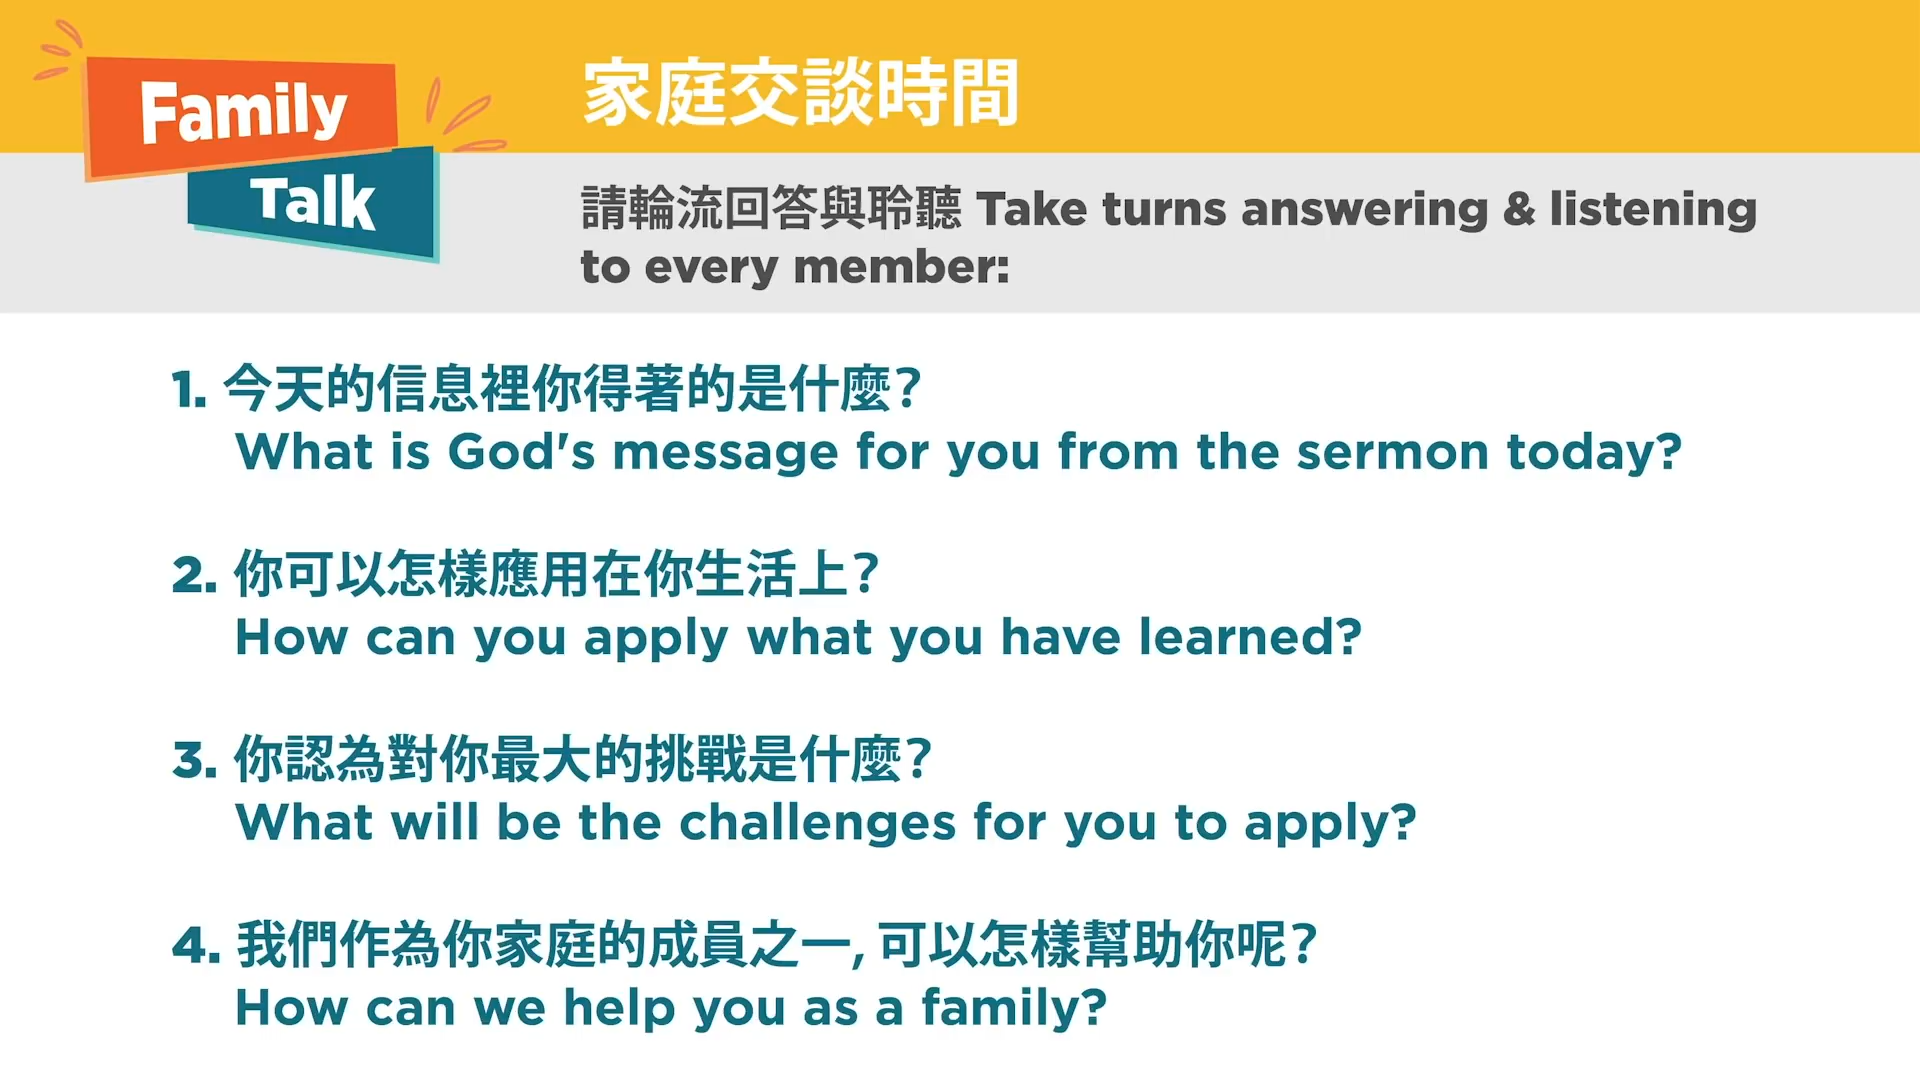 Family
Talk
家庭交談時間
請輪流回答與聆聽 Take turns answering & listening
to every member:
1. 今天的信息裡你得著的是什麼？
What is God's message for you from the sermon today?
2. 你可以怎樣應用在你生活上？
How can you apply what you have learned?
3. 你認為對你最大的挑戰是什麼？
What will be the challenges for you to apply?
4. 我們作為你家庭的成員之一, 可以怎樣幫助你呢？
How can we help you as a family?